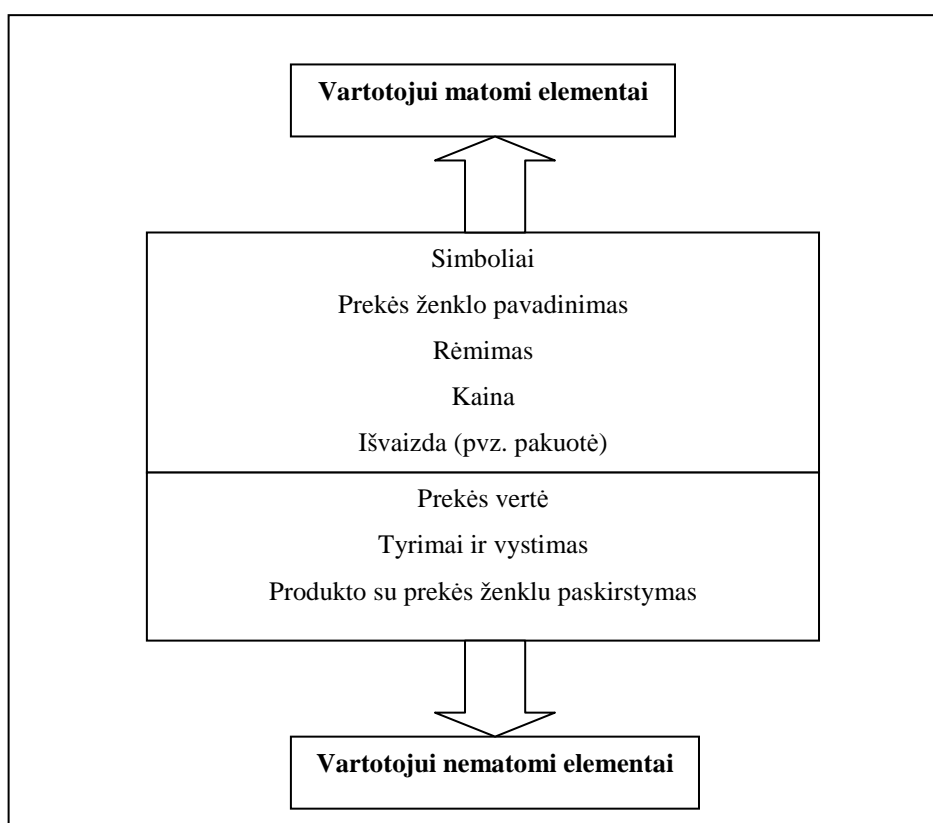 Vartotojui matomi elementai
Simboliai
Prekės ženklo pavadinimas
Rėmimas
Kaina
Išvaizda (pvz. pakuotė)
Prekės vertė
Tyrimai ir vystimas
Produkto su prekės ženklu paskirstymas
Vartotojui nematomi elementai